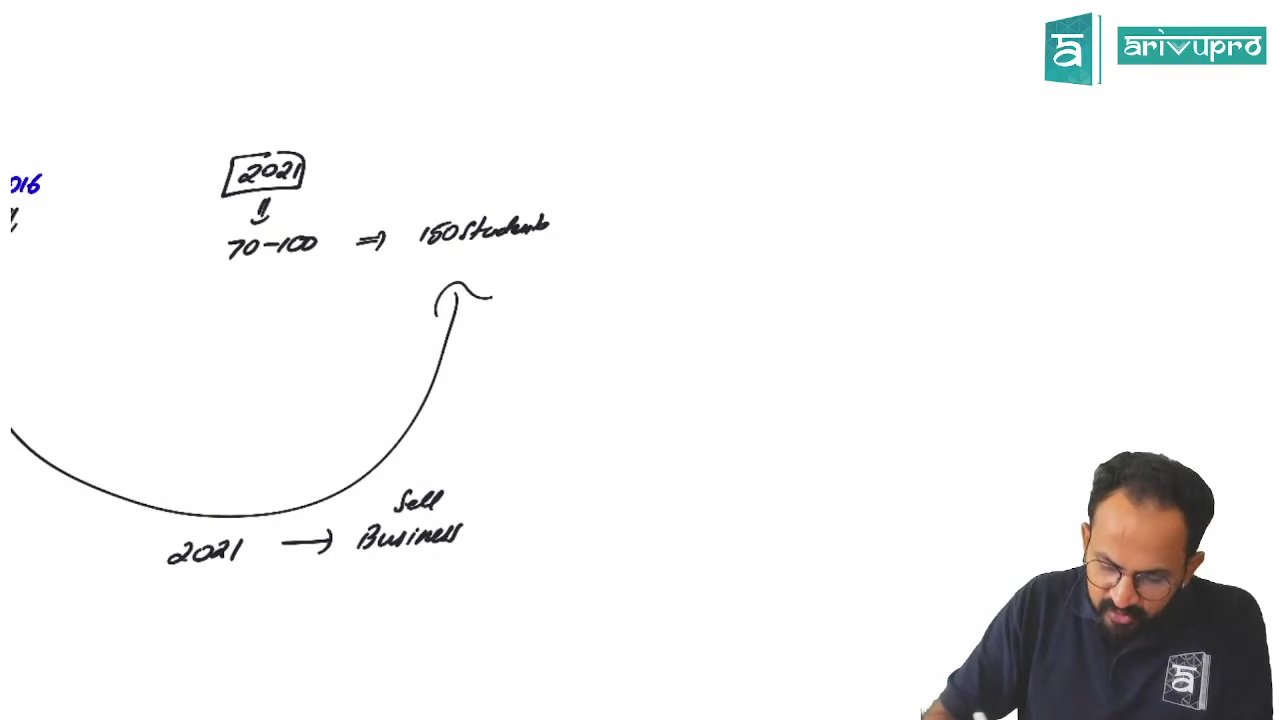 ā arivupro
2021
016
70-100 ⇒ 150 Students
Sell
2021 → Business